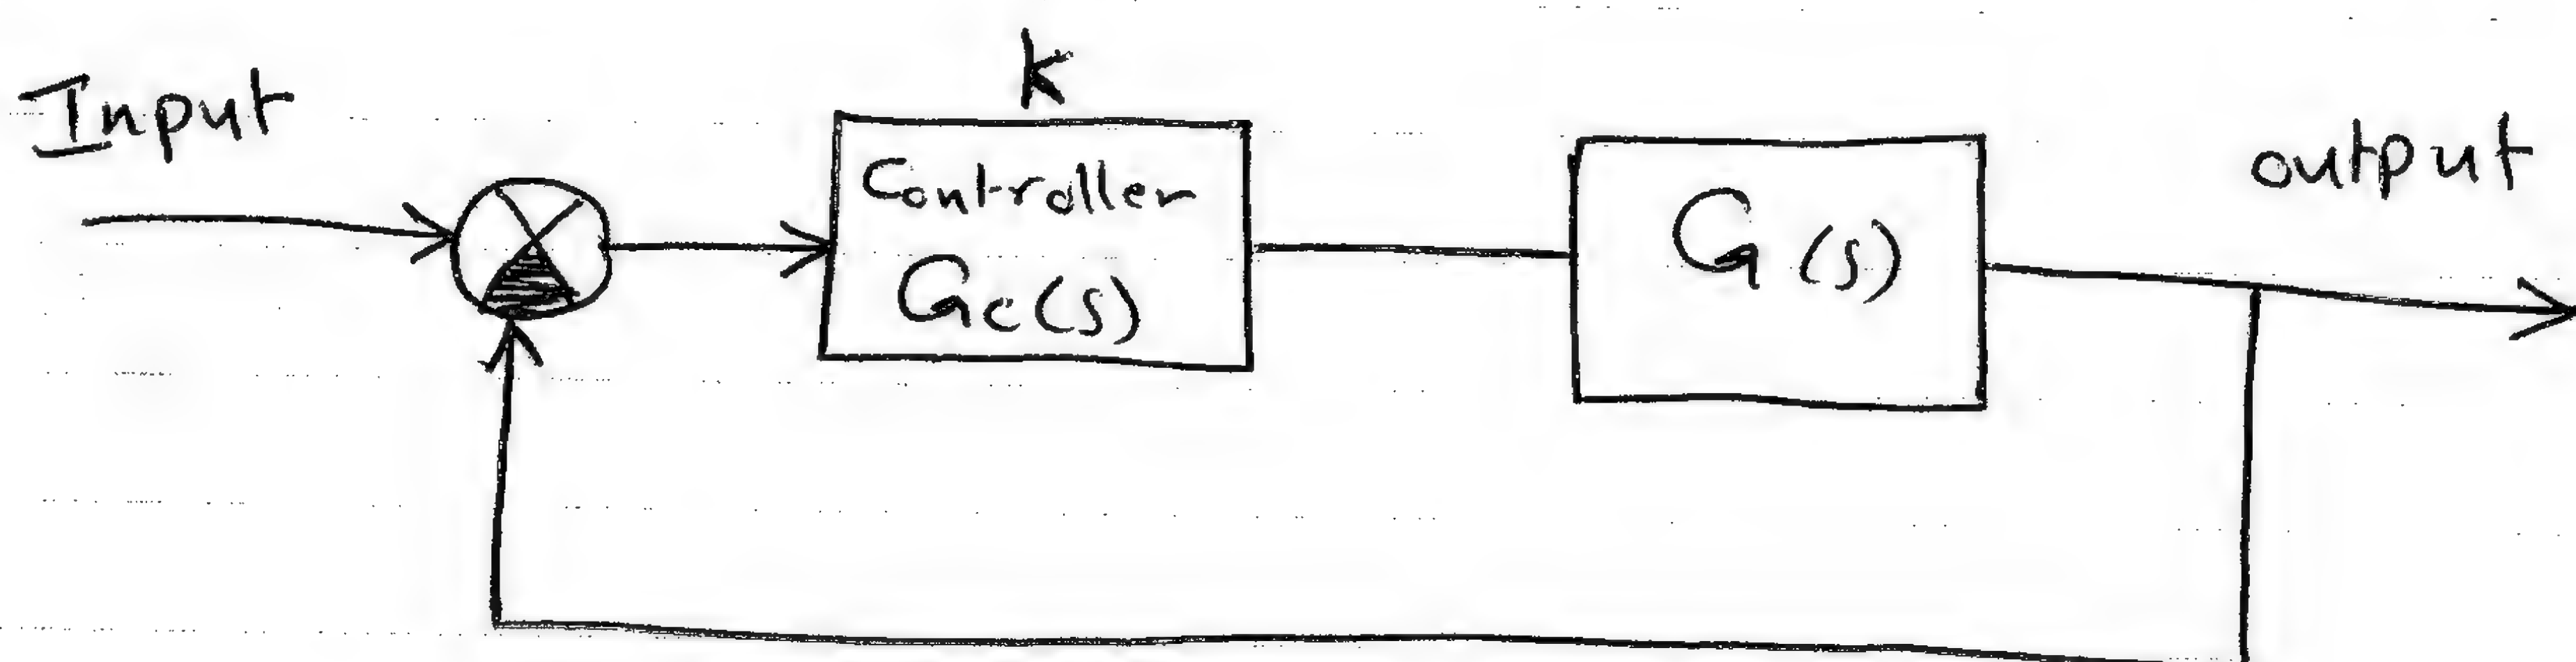 Input
K
Controller
Gc(s)
G(s)
output